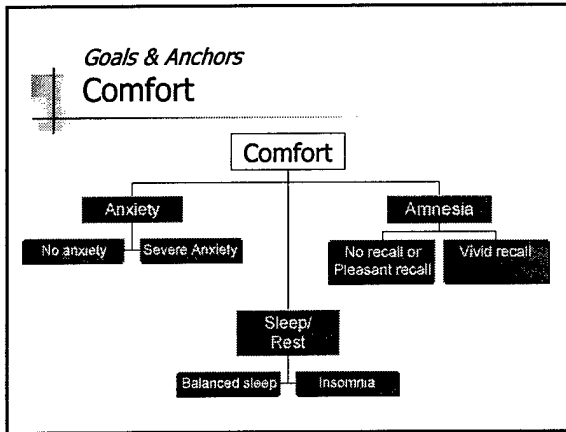 Goals & Anchors
Comfort
Comfort
Anxiety
No anxiety
Severe Anxiety
Amnesia
No recall or
Pleasant recall
Vivid recall
Sleep/
Rest
Balanced sleep
Insomnia